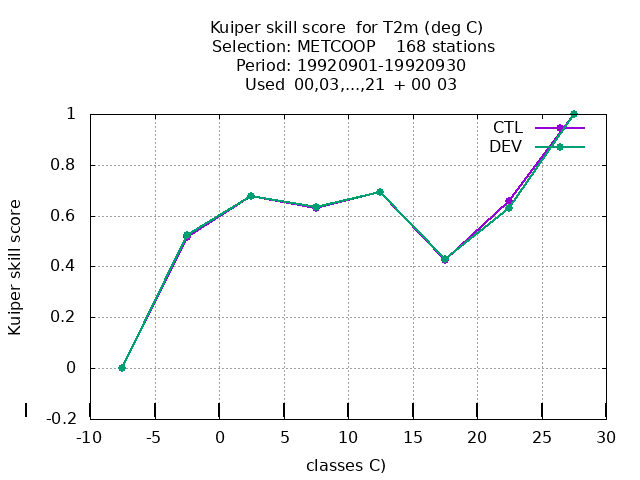 Kuiper skill score for T2m (deg C)
Selection: METCOOP 168 stations
Period: 19920901-19920930
Used 00,03,...,21 + 00 03
CTL
DEV
Kuiper skill score
1
0.8
0.6
0.4
0.2
0
-0.2
-10 -5 0 5 10 15 20 25 30
classes C)